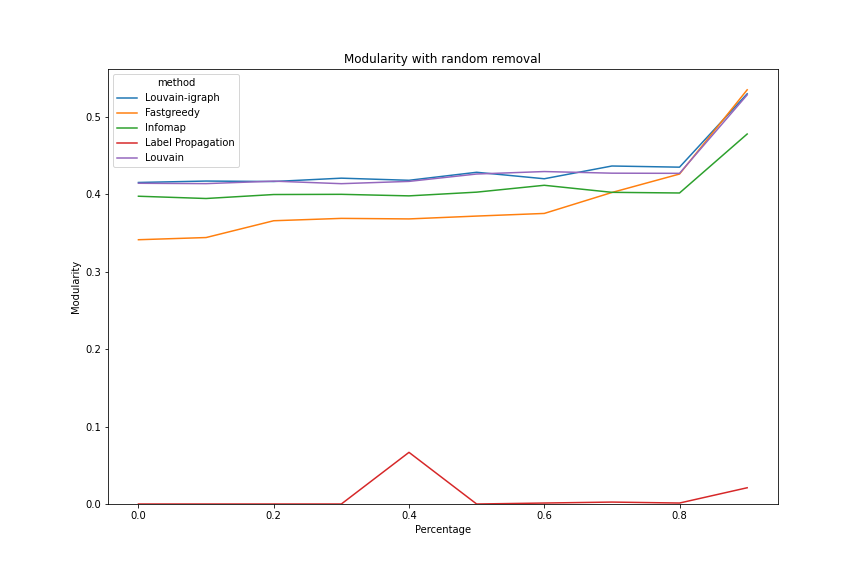 Modularity with random removal
method
Louvain-igraph
Fastgreedy
Infomap
Label Propagation
Louvain
0.5
0.4
0.3
0.2
0.1
0.0
Modularity
0.0 0.2 0.4 0.6 0.8
Percentage